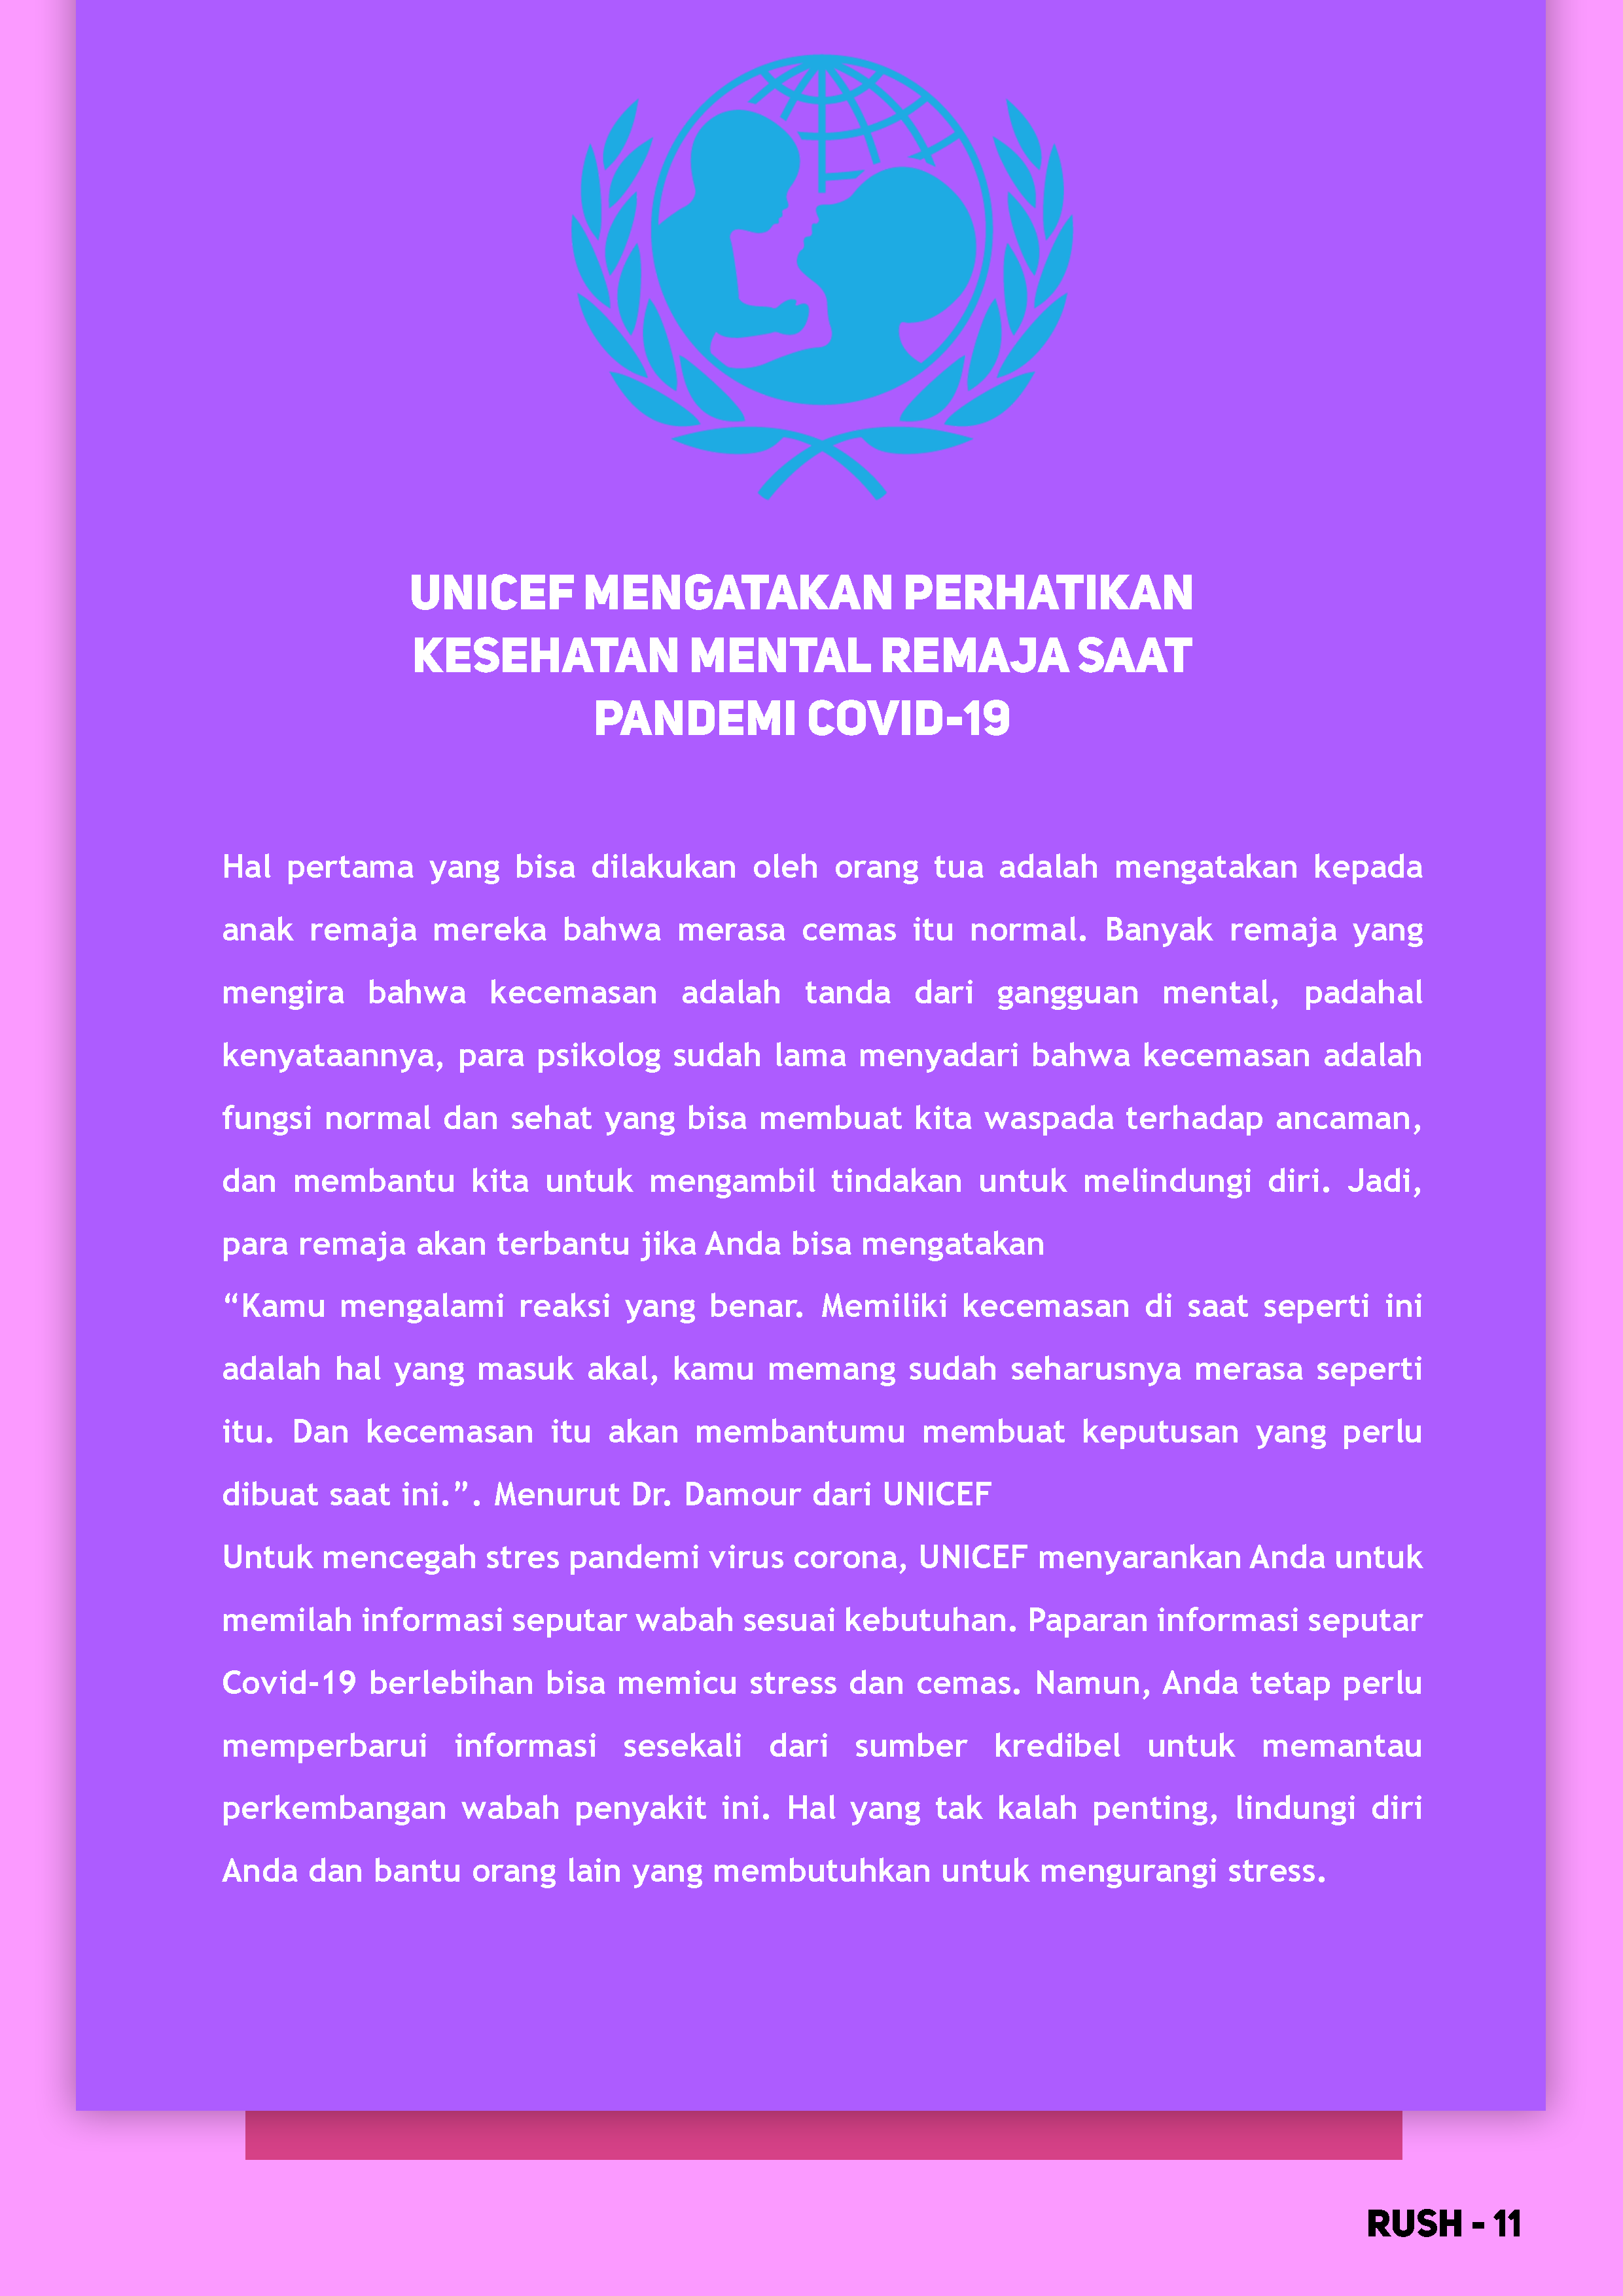 UNICEF MENGATAKAN PERHATIKAN
KESEHATAN MENTAL REMAJA SAAT
PANDEMI COVID-19
Hal pertama yang bisa dilakukan oleh orang tua adalah mengatakan kepada
anak remaja mereka bahwa merasa cemas itu normal. Banyak remaja yang
mengira bahwa kecemasan adalah tanda dari gangguan mental, padahal
kenyataannya, para psikolog sudah lama menyadari bahwa kecemasan adalah
fungsi normal dan sehat yang bisa membuat kita waspada terhadap ancaman,
dan membantu kita untuk mengambil tindakan untuk melindungi diri. Jadi,
para remaja akan terbantu jika Anda bisa mengatakan
“Kamu mengalami reaksi yang benar. Memiliki kecemasan di saat seperti ini
adalah hal yang masuk akal, kamu memang sudah seharusnya merasa seperti
itu. Dan kecemasan itu akan membantumu membuat keputusan yang perlu
dibuat saat ini.”. Menurut Dr. Damour dari UNICEF
Untuk mencegah stres pandemi virus corona, UNICEF menyarankan Anda untuk
memilah informasi seputar wabah sesuai kebutuhan. Paparan informasi seputar
Covid-19 berlebihan bisa memicu stress dan cemas. Namun, Anda tetap perlu
memperbarui informasi sesekali dari sumber kredibel untuk memantau
perkembangan wabah penyakit ini. Hal yang tak kalah penting, lindungi diri
Anda dan bantu orang lain yang membutuhkan untuk mengurangi stress.
RUSH - 11